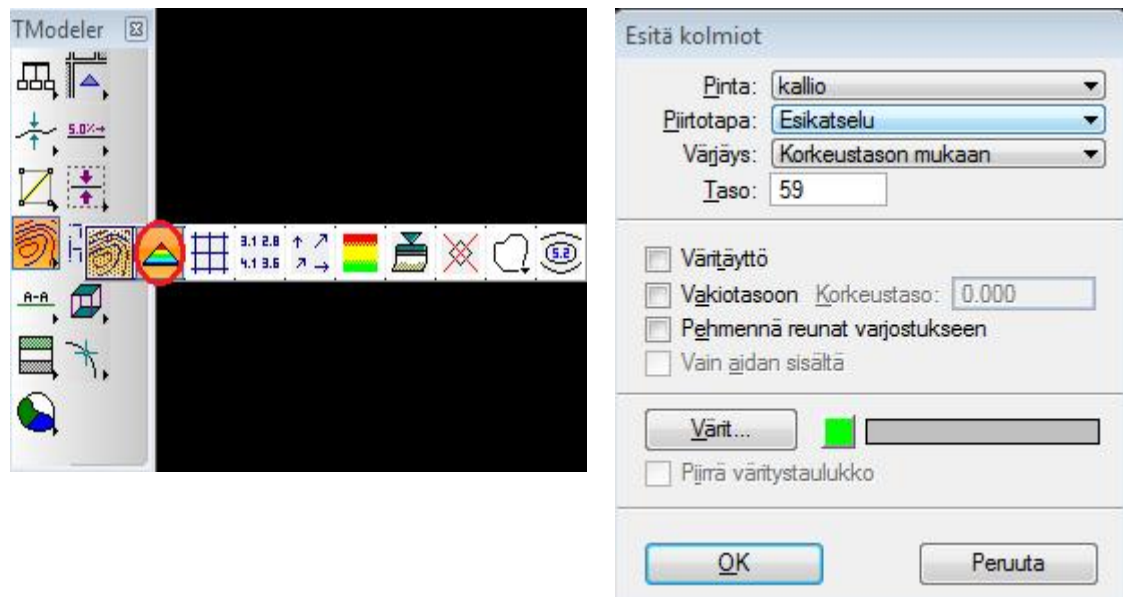 TModeler
5.0%→
3.1 2.8
4.1 3.6
5.2
A-A
Esitä kolmiot
Pinta: kallio
Piirtotapa: Esikatselu
Värjäys: Korkeustason mukaan
Taso: 59
Väritäyttö
Vakiotasoon Korkeustaso: 0.000
Pehmennä reunat varjostukseen
Vain aidan sisältä
Värit...
Piirrä väritystaulukko
OK Peruuta